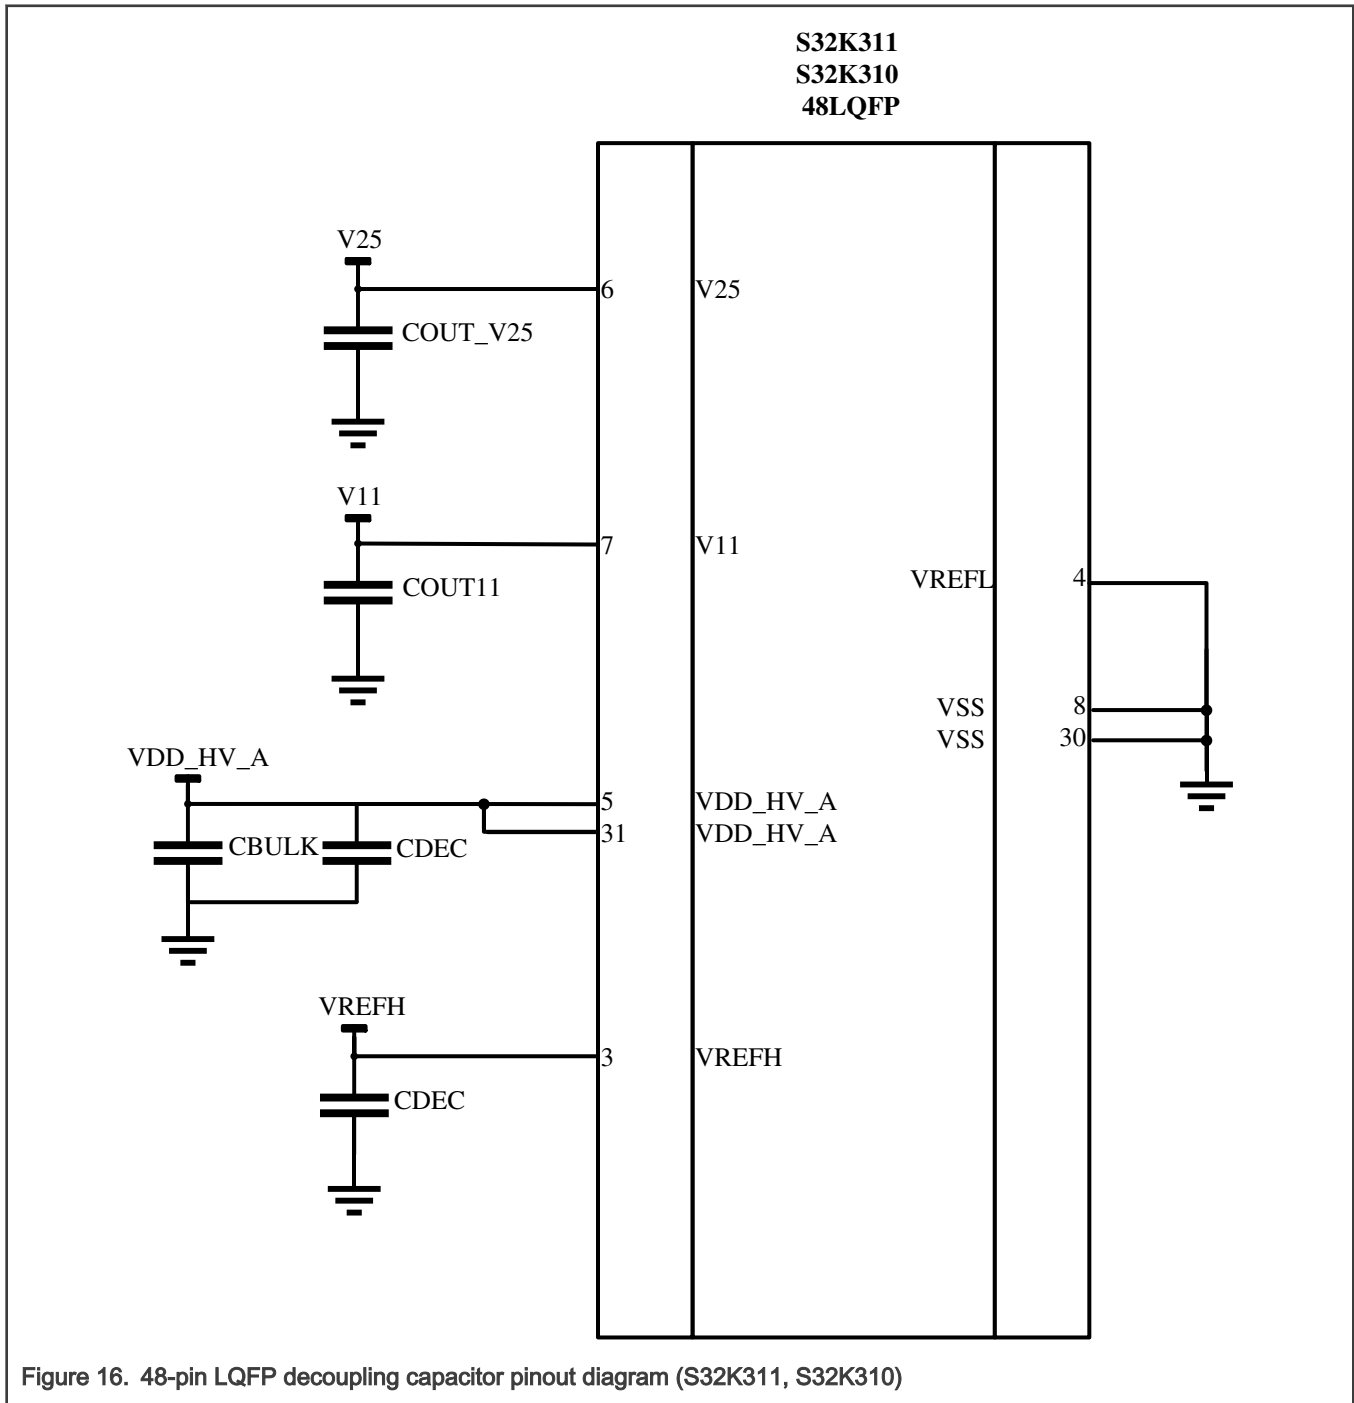 S32K311
S32K310
48LQFP
V25
6 V25
COUT_V25
V11
7 V11
COUT11
VREFL 4
VSS 8
VSS 30
VDD_HV_A
5 VDD_HV_A
31 VDD_HV_A
CBULK CDEC
VREFH
3 VREFH
CDEC
Figure 16. 48-pin LQFP decoupling capacitor pinout diagram (S32K311, S32K310)